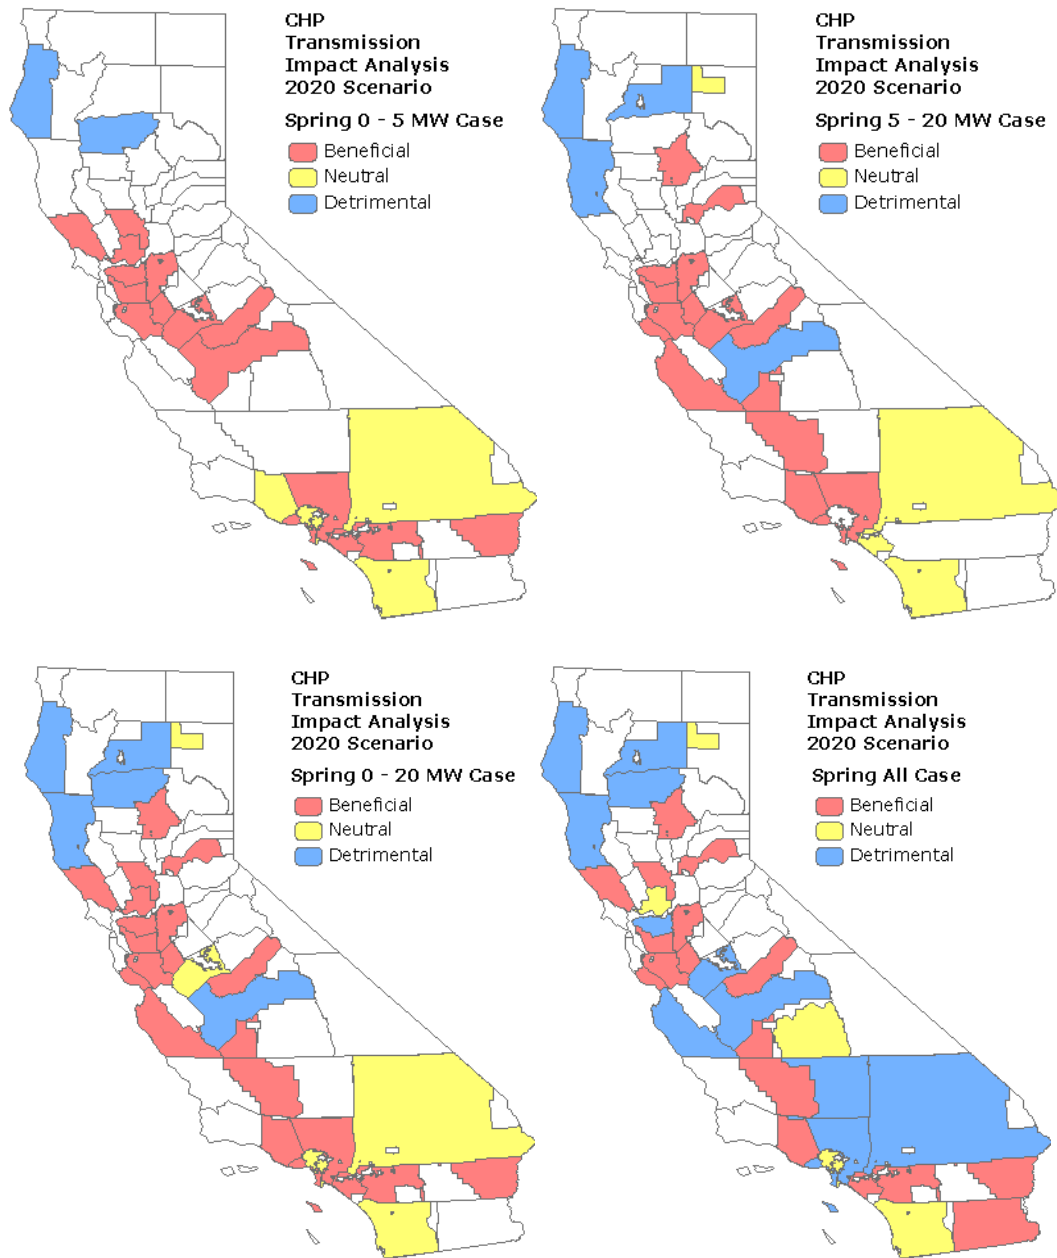 CHP
Transmission
Impact Analysis
2020 Scenario
Spring 0 - 5 MW Case
Beneficial
Neutral
Detrimental
CHP
Transmission
Impact Analysis
2020 Scenario
Spring 5 - 20 MW Case
Beneficial
Neutral
Detrimental
CHP
Transmission
Impact Analysis
2020 Scenario
Spring 0 - 20 MW Case
Beneficial
Neutral
Detrimental
CHP
Transmission
Impact Analysis
2020 Scenario
Spring All Case
Beneficial
Neutral
Detrimental